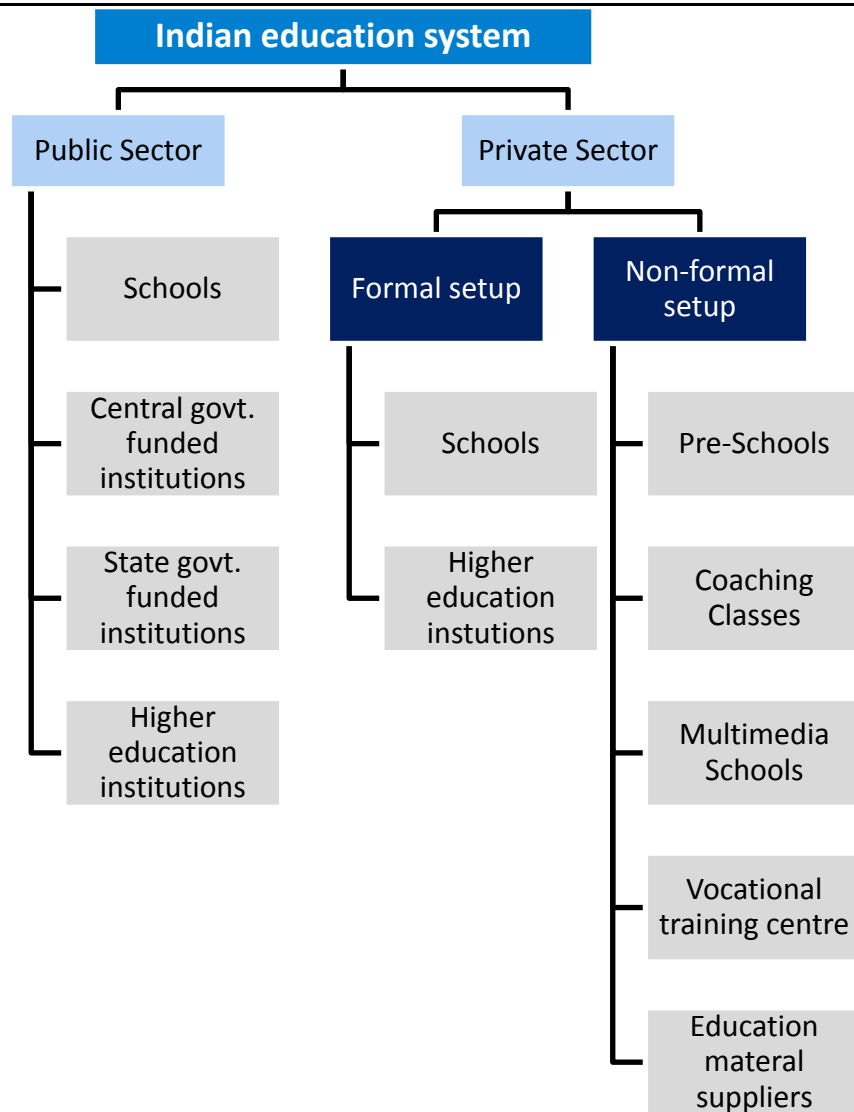 Indian education system
Public Sector
Private Sector
Schools
Formal setup
Non-formal
setup
Central govt.
funded
institutions
Schools
Pre-Schools
State govt.
funded
institutions
Higher
education
instutions
Coaching
Classes
Higher
education
institutions
Multimedia
Schools
Vocational
training centre
Education
materal
suppliers